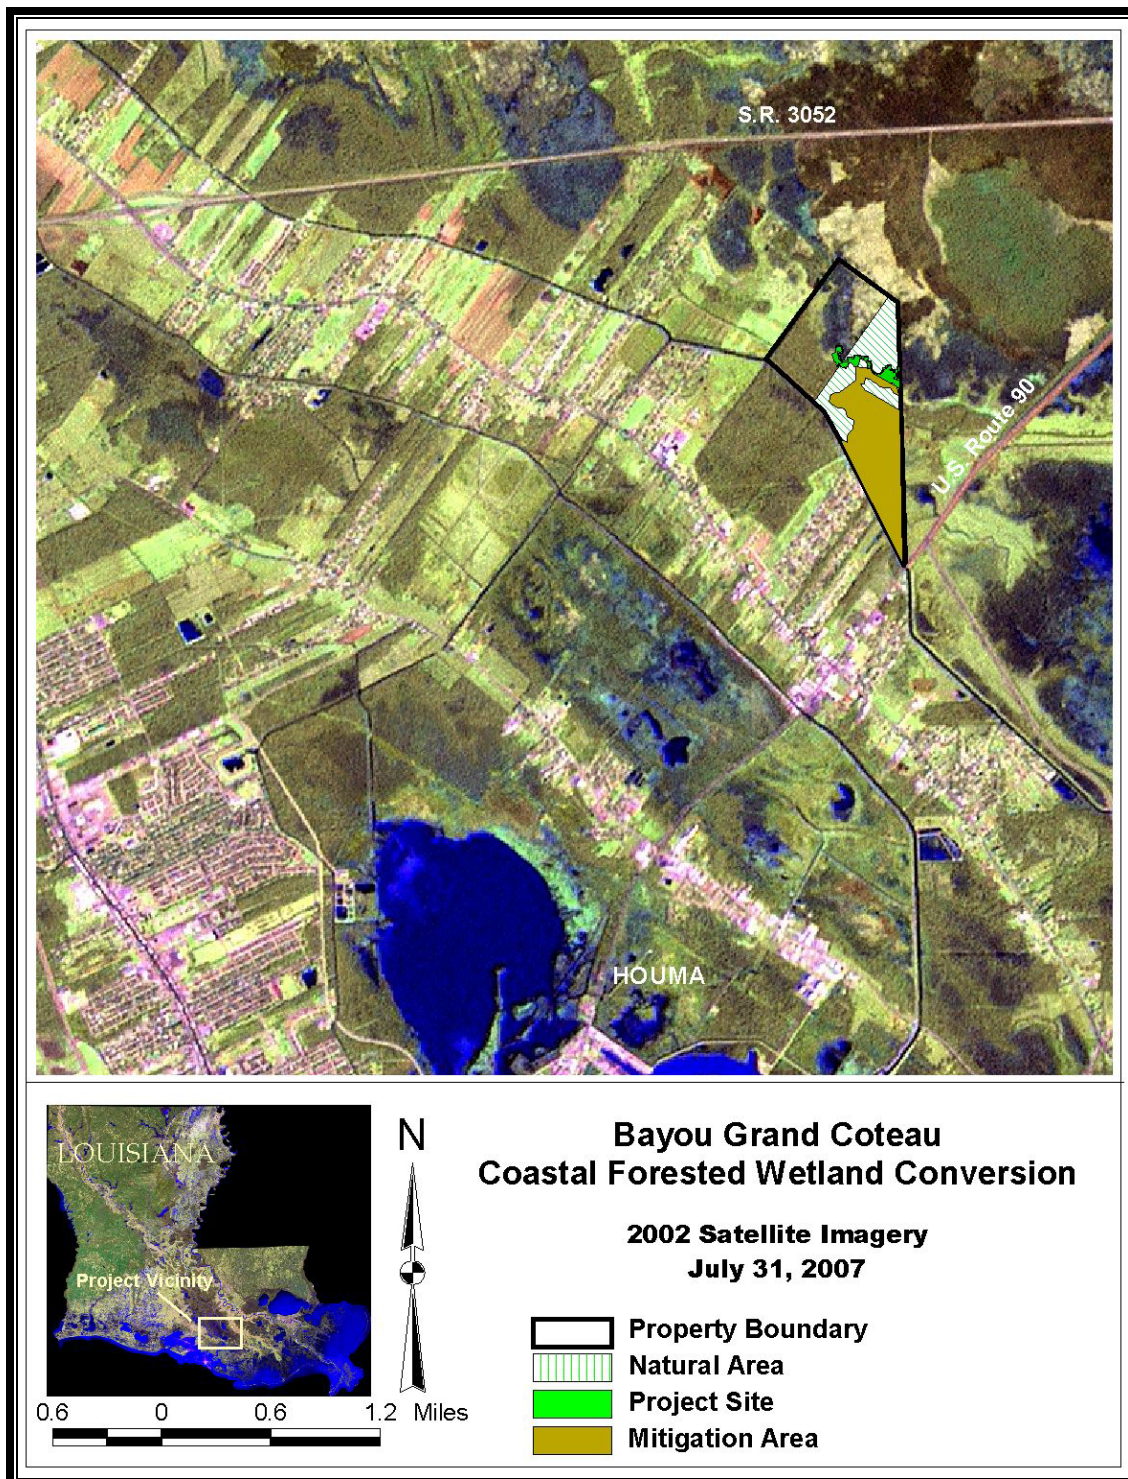 S.R. 3052
U.S. Route 90
HOUMA
LOUISIANA
Project Vicinity
N
0.6 0 0.6 1.2 Miles
Bayou Grand Coteau
Coastal Forested Wetland Conversion
2002 Satellite Imagery
July 31, 2007
Property Boundary
Natural Area
Project Site
Mitigation Area